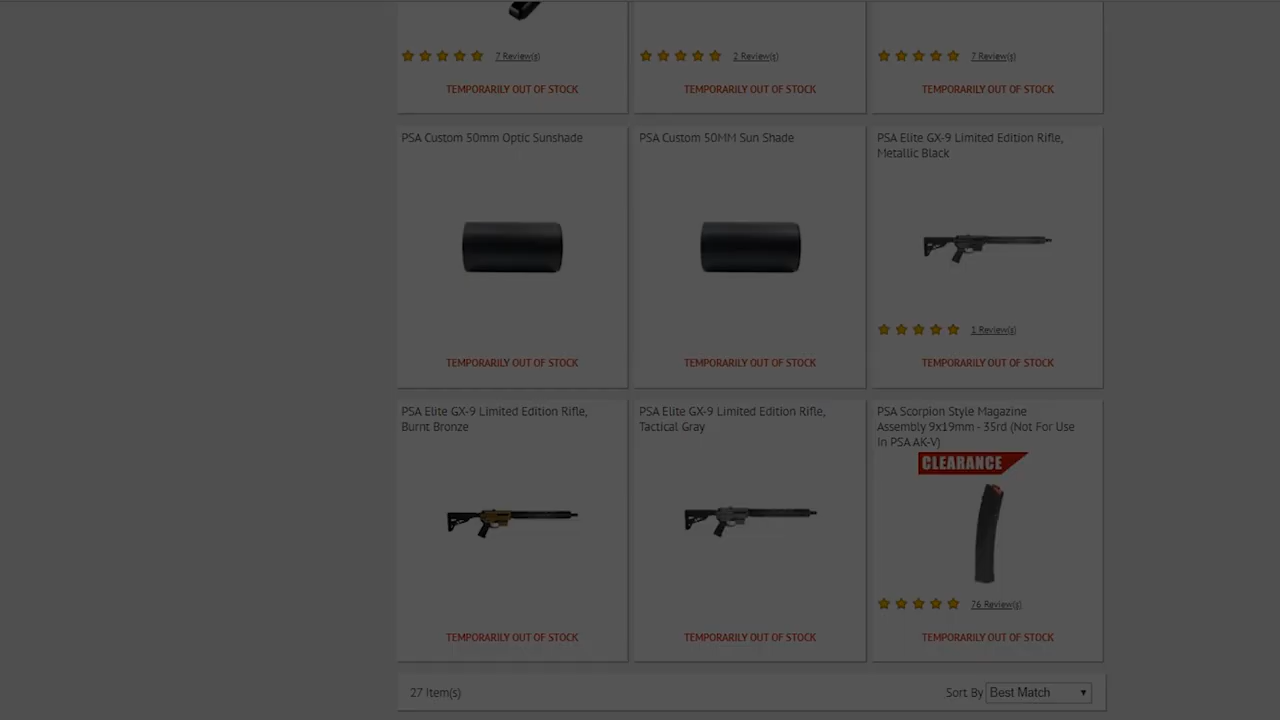 7 Review(s) 2 Review(s) 7 Review(s)
TEMPORARILY OUT OF STOCK TEMPORARILY OUT OF STOCK TEMPORARILY OUT OF STOCK
PSA Custom 50mm Optic Sunshade
TEMPORARILY OUT OF STOCK
PSA Custom 50MM Sun Shade
TEMPORARILY OUT OF STOCK
PSA Elite GX-9 Limited Edition Rifle,
Metallic Black
1 Review(s)
TEMPORARILY OUT OF STOCK
PSA Elite GX-9 Limited Edition Rifle,
Burnt Bronze
TEMPORARILY OUT OF STOCK
PSA Elite GX-9 Limited Edition Rifle,
Tactical Gray
TEMPORARILY OUT OF STOCK
PSA Scorpion Style Magazine
Assembly 9x19mm - 35rd (Not For Use
In PSA AK-V)
CLEARANCE
76 Review(s)
TEMPORARILY OUT OF STOCK
27 Item(s)
Sort By Best Match